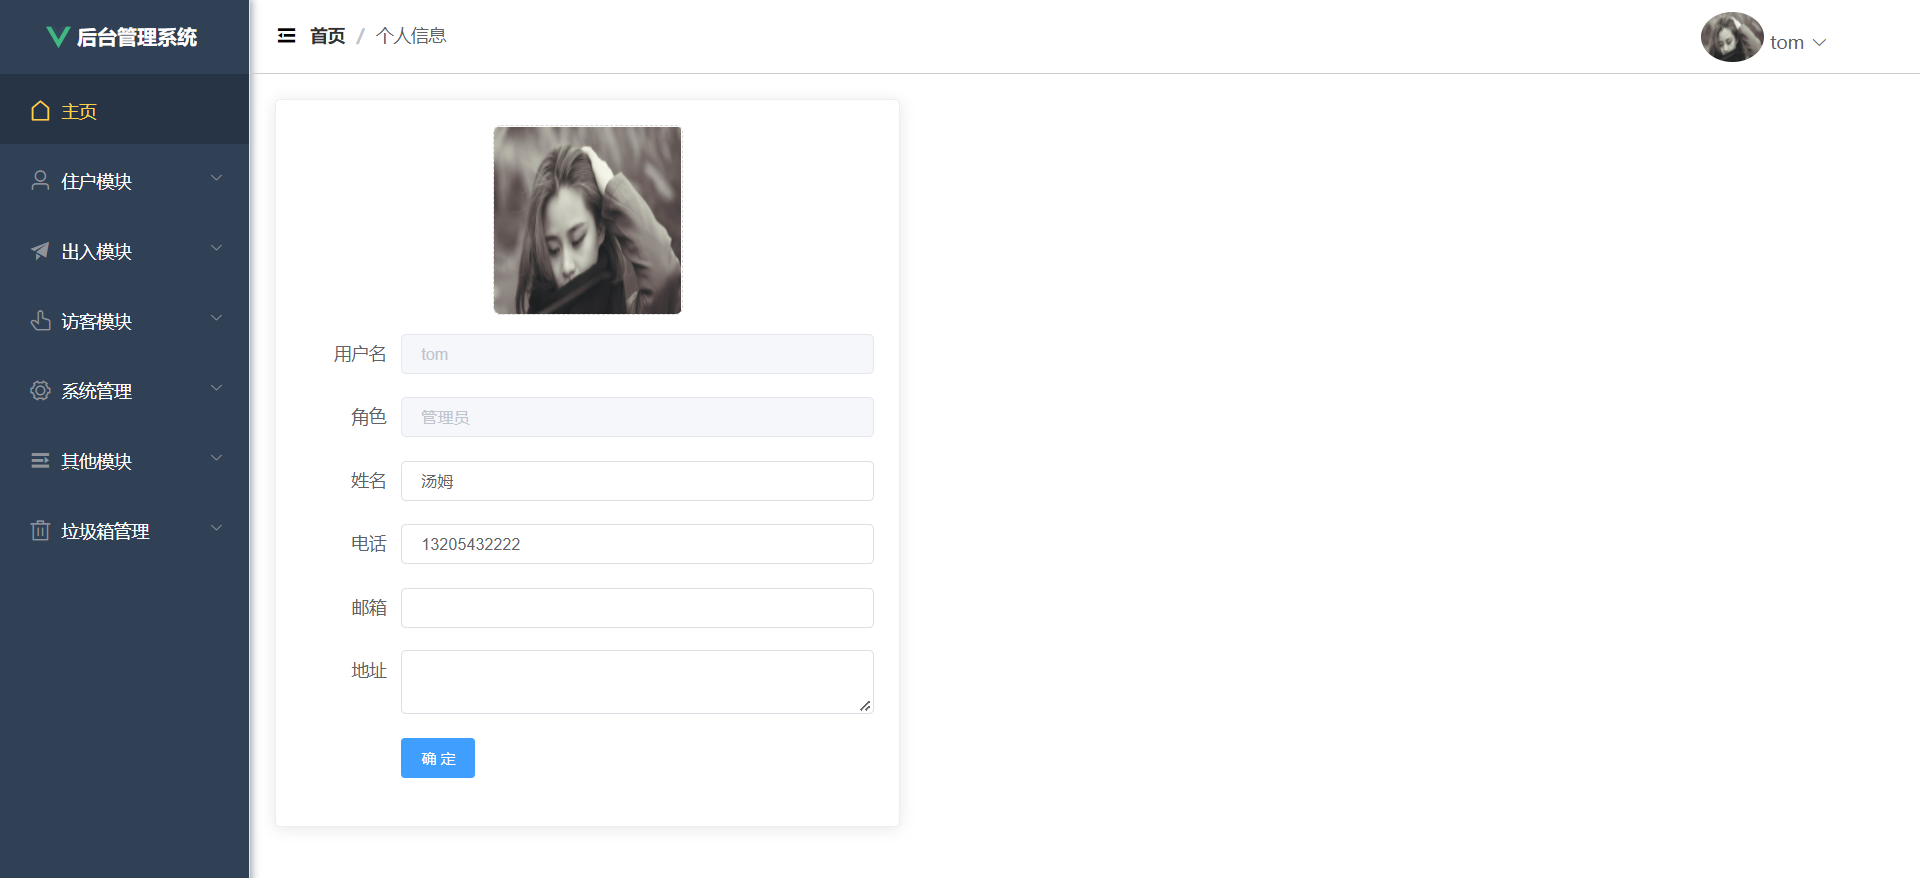 后台管理系统
首页 / 个人信息
tom
主页
住户模块
出入模块
访客模块
系统管理
其他模块
垃圾箱管理
用户名 tom
角色 管理员
姓名 汤姆
电话 13205432222
邮箱
地址
确 定